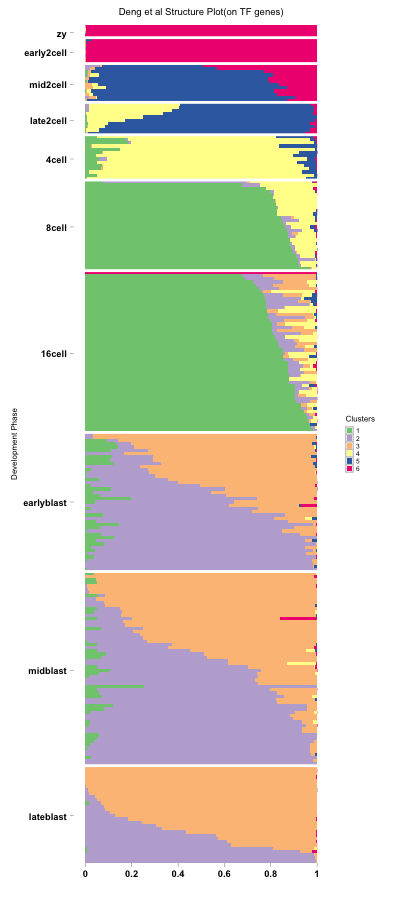 Deng et al Structure Plot(on TF genes)
zy
early2cell
mid2cell
late2cell
4cell
8cell
16cell
earlyblast
midblast
lateblast
Development Phase
0 0.2 0.4 0.6 0.8 1
Clusters
1
2
3
4
5
6